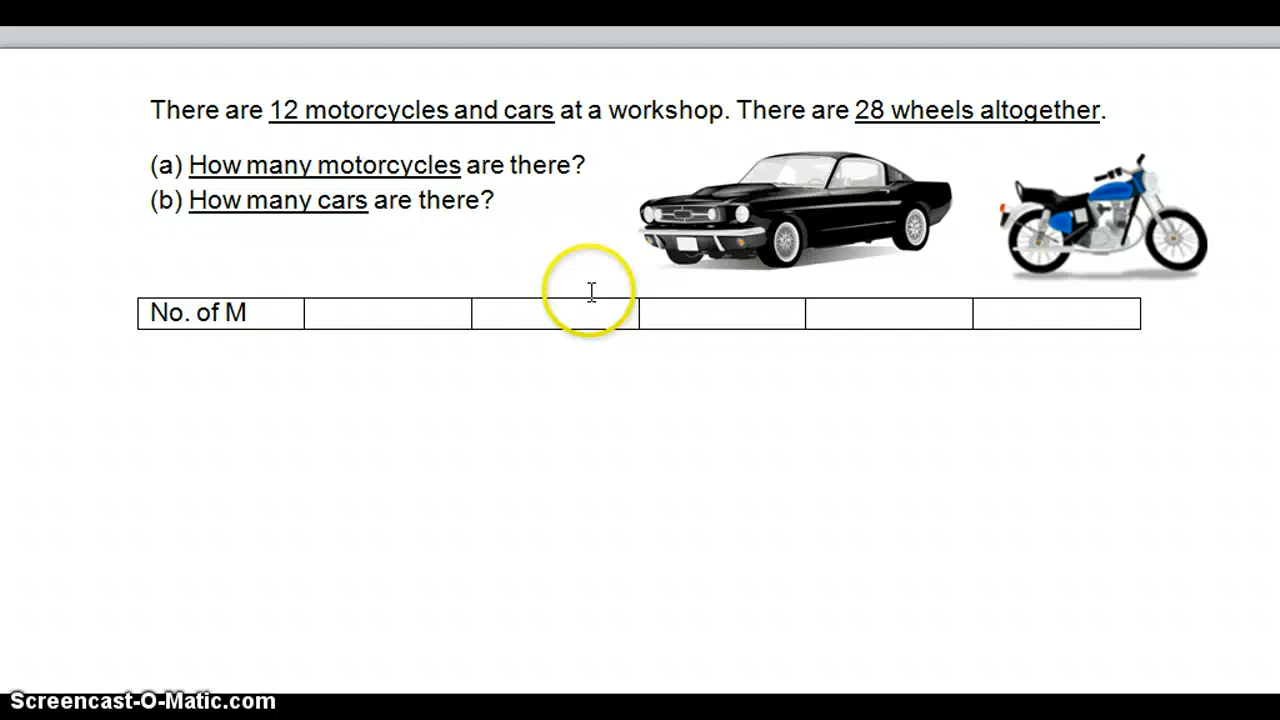 There are 12 motorcycles and cars at a workshop. There are 28 wheels altogether.
(a) How many motorcycles are there?
(b) How many cars are there?
No. of M
Screencast-O-Matic.com